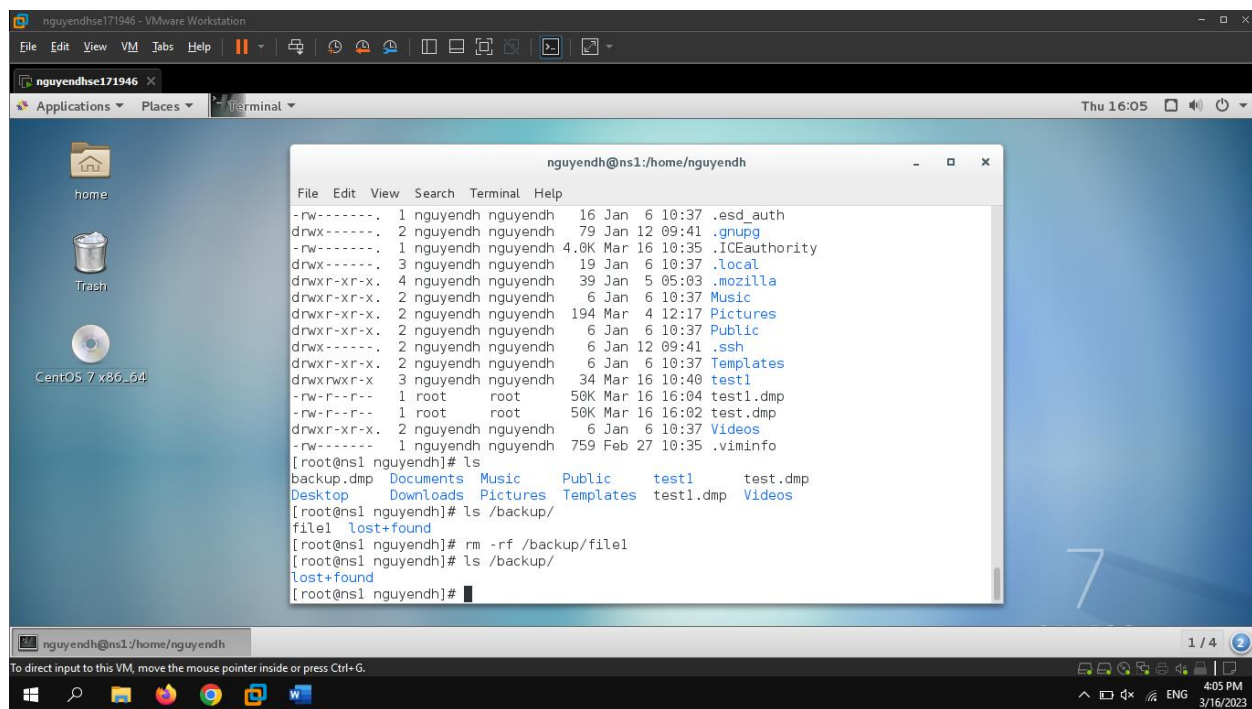 nguyendhse171946 - VMware Workstation
File Edit View VM Tabs Help
nguyendhse171946
Applications Places Terminal Thu 16:05
home
Trash
CentOS 7 x86_64
nguyendh@ns1:/home/nguyendh
File Edit View Search Terminal Help
-rw-------. 1 nguyendh nguyendh 16 Jan 6 10:37 .esd_auth
drwx------. 2 nguyendh nguyendh 79 Jan 12 09:41 .gnupg
-rw-------. 1 nguyendh nguyendh 4.0K Mar 16 10:35 .ICEauthority
drwx------. 3 nguyendh nguyendh 19 Jan 6 10:37 .local
drwxr-xr-x. 4 nguyendh nguyendh 39 Jan 5 05:03 .mozilla
drwxr-xr-x. 2 nguyendh nguyendh 6 Jan 6 10:37 Music
drwxr-xr-x. 2 nguyendh nguyendh 194 Mar 4 12:17 Pictures
drwxr-xr-x. 2 nguyendh nguyendh 6 Jan 6 10:37 Public
drwx------. 2 nguyendh nguyendh 6 Jan 12 09:41 .ssh
drwxr-xr-x. 2 nguyendh nguyendh 6 Jan 6 10:37 Templates
drwxrwxr-x 3 nguyendh nguyendh 34 Mar 16 10:40 test1
-rw-r--r-- 1 root root 50K Mar 16 16:04 test1.dmp
-rw-r--r-- 1 root root 50K Mar 16 16:02 test.dmp
drwxr-xr-x. 2 nguyendh nguyendh 6 Jan 6 10:37 Videos
-rw------- 1 nguyendh nguyendh 759 Feb 27 10:35 .viminfo
[root@ns1 nguyendh]# ls
backup.dmp Documents Music Public test1 test.dmp
Desktop Downloads Pictures Templates test1.dmp Videos
[root@ns1 nguyendh]# ls /backup/
file1 lost+found
[root@ns1 nguyendh]# rm -rf /backup/file1
[root@ns1 nguyendh]# ls /backup/
lost+found
[root@ns1 nguyendh]#
7
nguyendh@ns1:/home/nguyendh 1 / 4 2
To direct input to this VM, move the mouse pointer inside or press Ctrl+G.
ENG 4:05 PM
3/16/2023